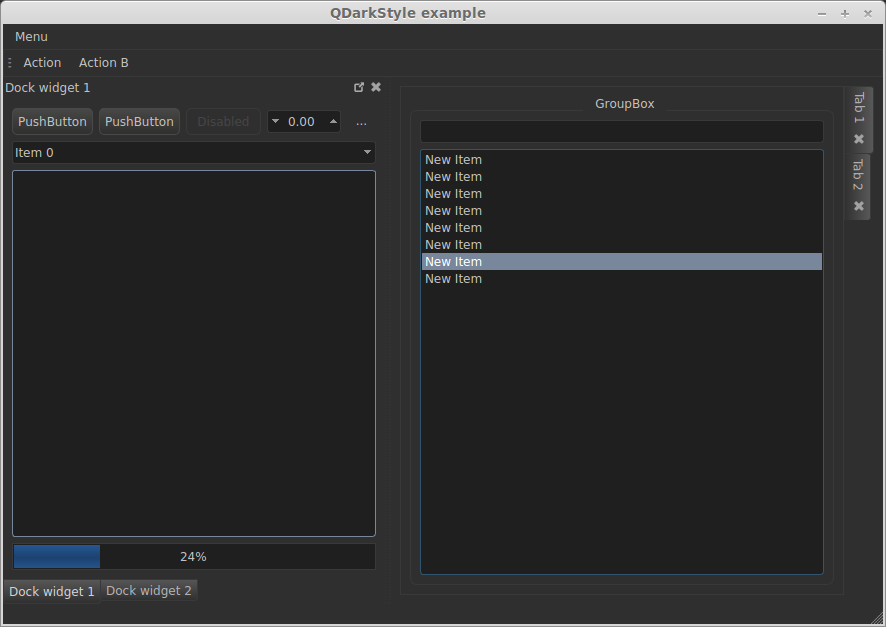 QDarkStyle example
Menu
Action Action B
Dock widget 1
PushButton PushButton Disabled 0.00 ...
Item 0
24%
Dock widget 1 Dock widget 2
GroupBox
New Item
New Item
New Item
New Item
New Item
New Item
New Item
New Item
Tab 1
Tab 2